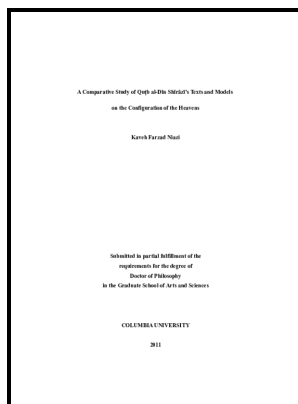 A Comparative Study of Quṭb al-Dīn Shīrāzī's Texts and Models
on the Configuration of the Heavens
Kaveh Farzad Niazi
Submitted in partial fulfillment of the
requirements for the degree of
Doctor of Philosophy
in the Graduate School of Arts and Sciences
COLUMBIA UNIVERSITY
2011